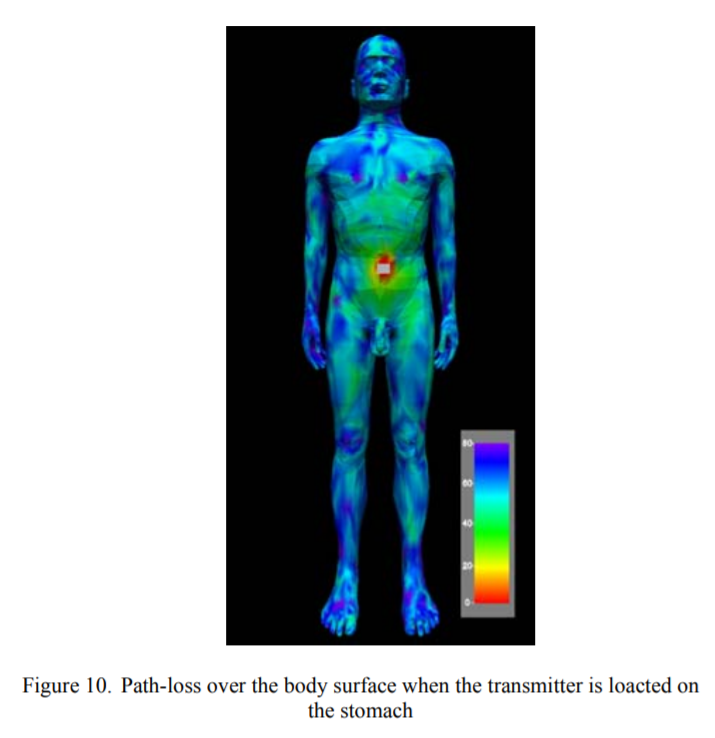 80
60
40
20
0
Figure 10. Path-loss over the body surface when the transmitter is loacted on
the stomach